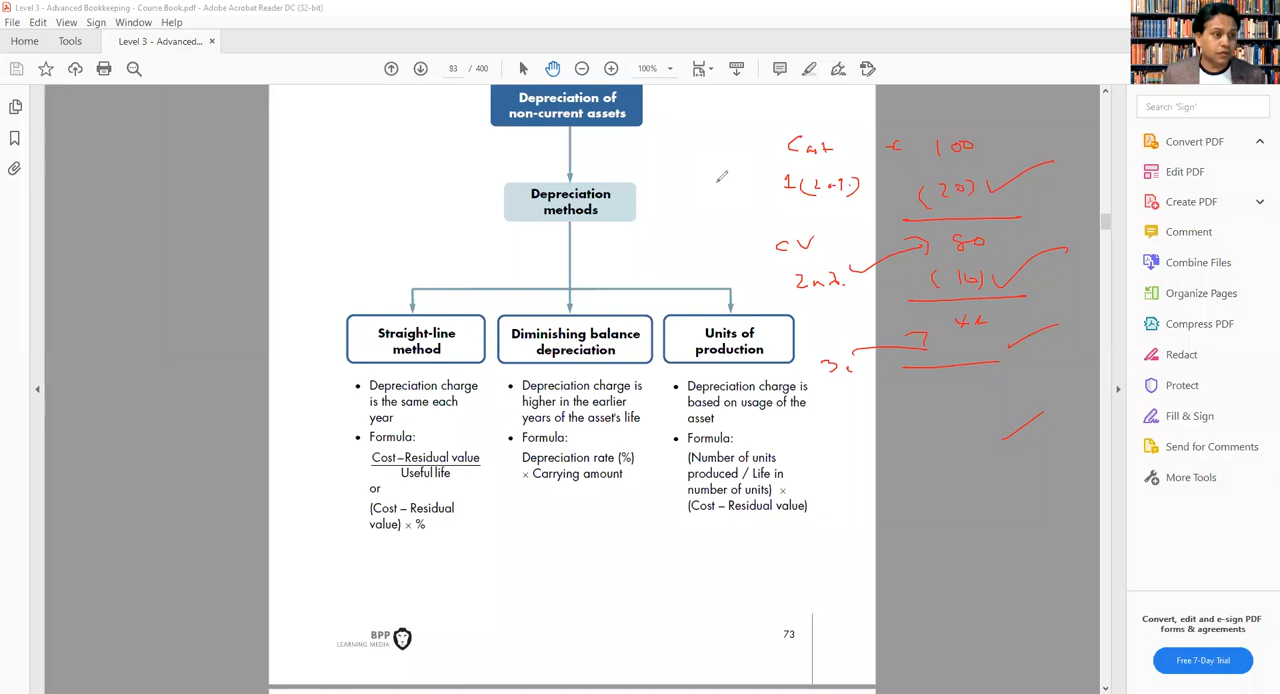 Level 3 - Advanced Bookkeeping - Course Book.pdf - Adobe Acrobat Reader DC (32-bit)
File Edit View Sign Window Help
Home Tools Level 3 - Advanced... ×
83 / 400 100%
Search 'Sign'
Convert PDF
Edit PDF
Create PDF
Comment
Combine Files
Organize Pages
Compress PDF
Redact
Protect
Fill & Sign
Send for Comments
More Tools
Convert, edit and e-sign PDF
forms & agreements
Free 7-Day Trial
Depreciation of
non-current assets
Depreciation
methods
Straight-line
method
• Depreciation charge
is the same each
year
• Formula:
Cost–Residual value
Useful life
or
(Cost – Residual
value) × %
Diminishing balance
depreciation
• Depreciation charge is
higher in the earlier
years of the asset's life
• Formula:
Depreciation rate (%)
× Carrying amount
Units of
production
• Depreciation charge is
based on usage of the
asset
• Formula:
(Number of units
produced / Life in
number of units) ×
(Cost – Residual value)
Cost 100
1 (20%) (20)
CV 80
2nd (16)
BPP
LEARNING MEDIA
73